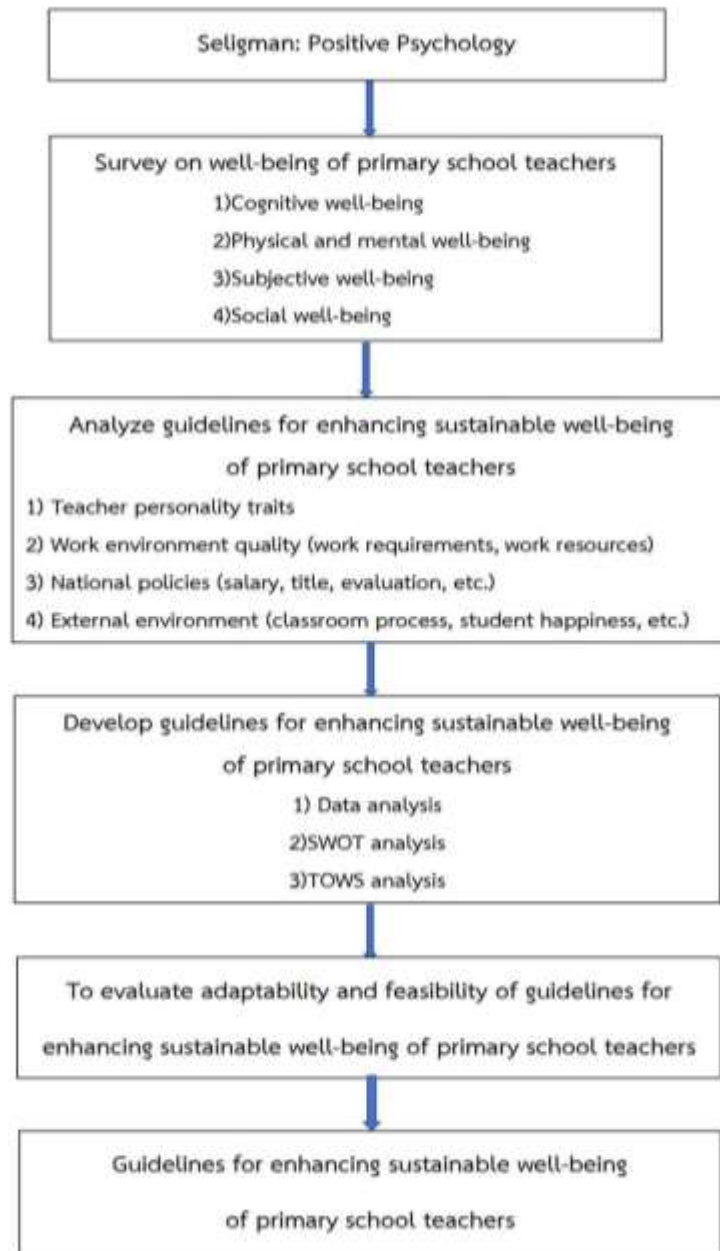 Seligman: Positive Psychology
Survey on well-being of primary school teachers
1)Cognitive well-being
2)Physical and mental well-being
3)Subjective well-being
4)Social well-being
Analyze guidelines for enhancing sustainable well-being
of primary school teachers
1) Teacher personality traits
2) Work environment quality (work requirements, work resources)
3) National policies (salary, title, evaluation, etc.)
4) External environment (classroom process, student happiness, etc.)
Develop guidelines for enhancing sustainable well-being
of primary school teachers
1) Data analysis
2)SWOT analysis
3)TOWS analysis
To evaluate adaptability and feasibility of guidelines for
enhancing sustainable well-being of primary school teachers
Guidelines for enhancing sustainable well-being
of primary school teachers